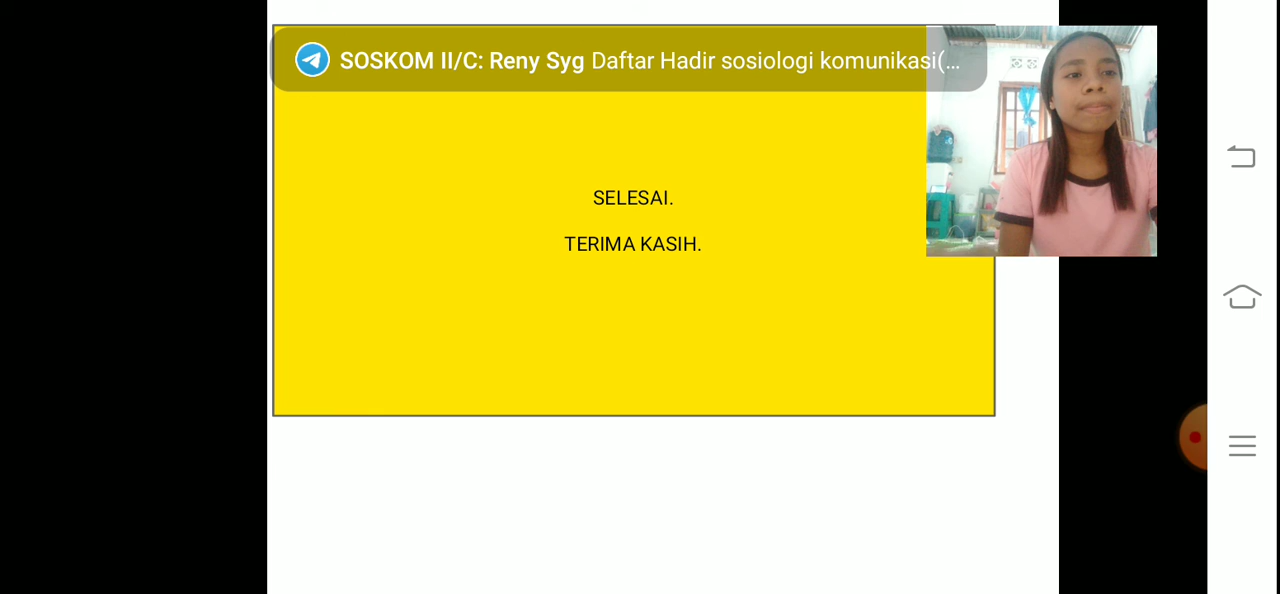 SOSKOM II/C: Reny Syg Daftar Hadir sosiologi komunikasi(...
SELESAI.
TERIMA KASIH.